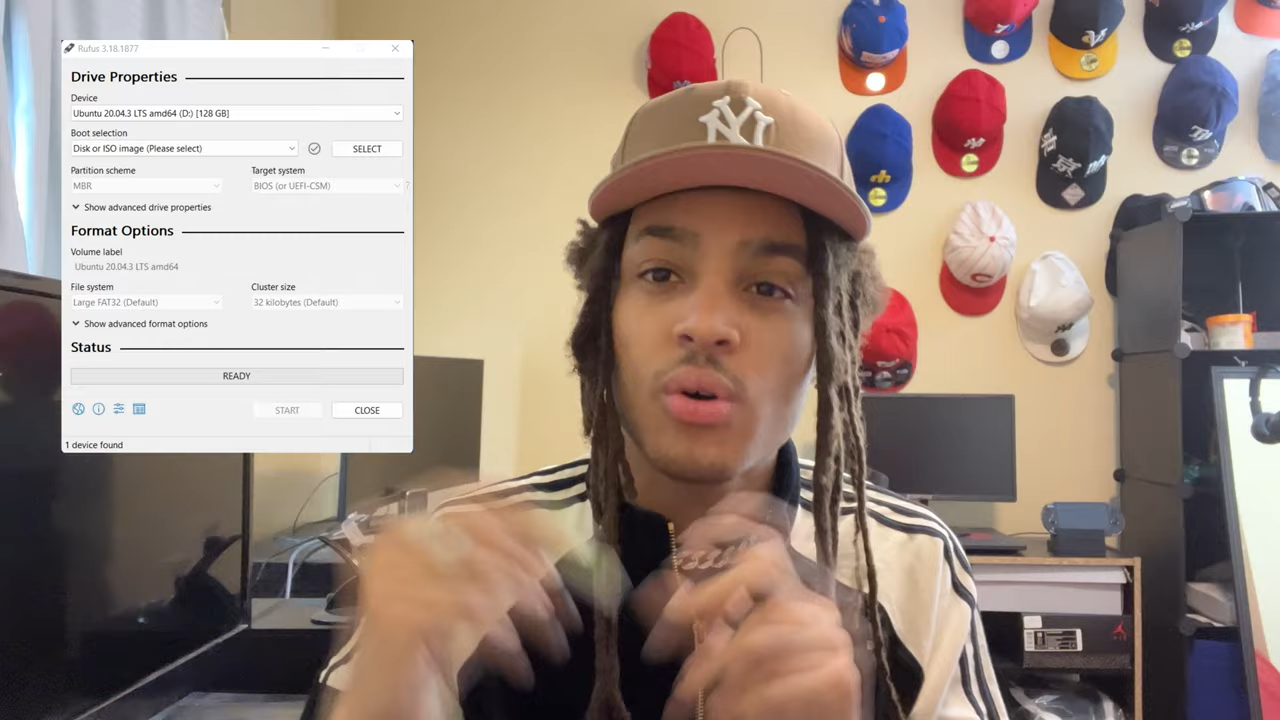 Rufus 3.18.1877
Drive Properties
Device
Ubuntu 20.04.3 LTS amd64 (D:) [128 GB]
Boot selection
Disk or ISO image (Please select)
SELECT
Partition scheme
Target system
MBR
BIOS (or UEFI-CSM)
?
Show advanced drive properties
Format Options
Volume label
Ubuntu 20.04.3 LTS amd64
File system
Cluster size
Large FAT32 (Default)
32 kilobytes (Default)
Show advanced format options
Status
READY
START
CLOSE
1 device found
NY
東京
C